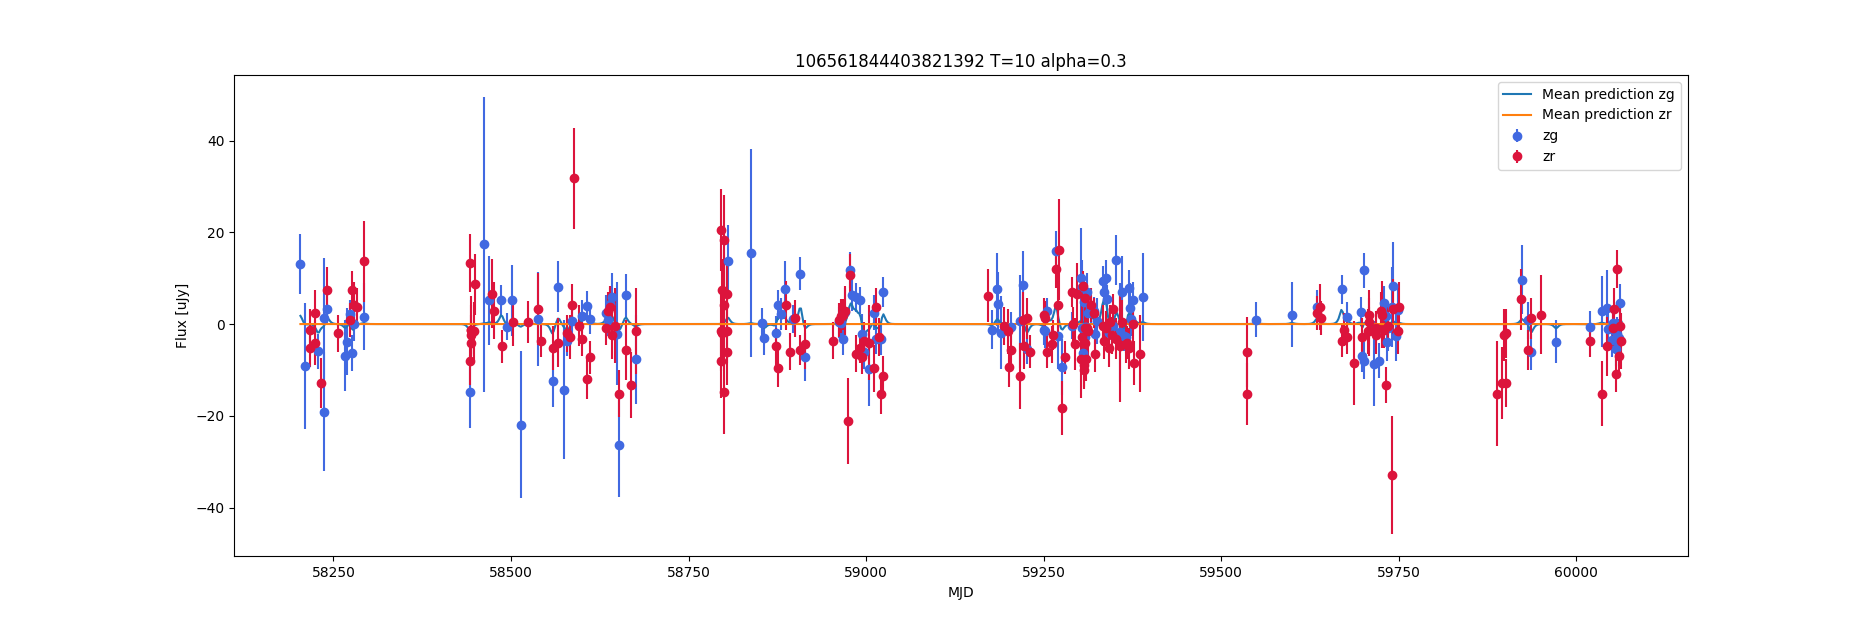 106561844403821392 T=10 alpha=0.3
Mean prediction zg
Mean prediction zr
zg
zr
Flux [uJy]
40
20
0
−20
−40
58250
58500
58750
59000
59250
59500
59750
60000
MJD